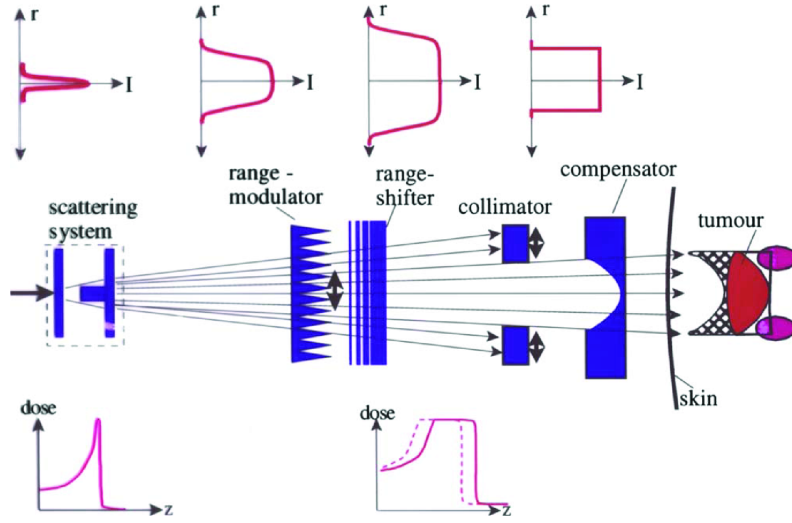 r
I
r
I
r
I
r
I
scattering
system
range -
modulator
range-
shifter
collimator
compensator
tumour
skin
dose
z
dose
z